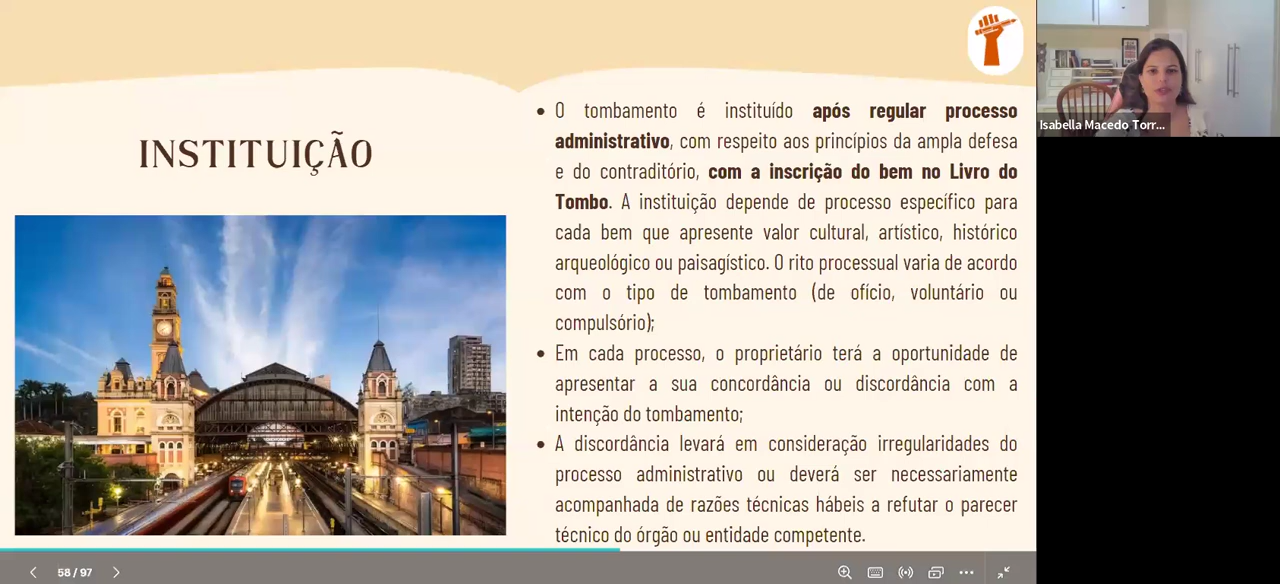 INSTITUIÇÃO
O tombamento é instituído após regular processo
administrativo, com respeito aos princípios da ampla defesa
e do contraditório, com a inscrição do bem no Livro do
Tombo. A instituição depende de processo específico para
cada bem que apresente valor cultural, artístico, histórico
arqueológico ou paisagístico. O rito processual varia de acordo
com o tipo de tombamento (de ofício, voluntário ou
compulsório);
Em cada processo, o proprietário terá a oportunidade de
apresentar a sua concordância ou discordância com a
intenção do tombamento;
A discordância levará em consideração irregularidades do
processo administrativo ou deverá ser necessariamente
acompanhada de razões técnicas hábeis a refutar o parecer
técnico do órgão ou entidade competente.
Isabella Macedo Torr...
58 / 97